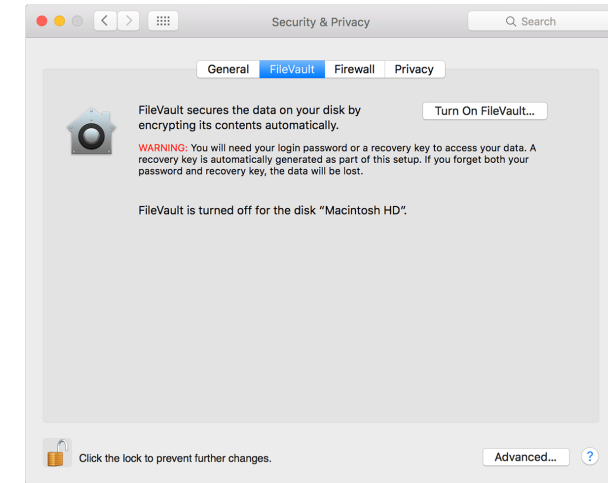 Security & Privacy
Search
General
FileVault
Firewall
Privacy
FileVault secures the data on your disk by
encrypting its contents automatically.
Turn On FileVault...
WARNING: You will need your login password or a recovery key to access your data. A
recovery key is automatically generated as part of this setup. If you forget both your
password and recovery key, the data will be lost.
FileVault is turned off for the disk “Macintosh HD”.
Click the lock to prevent further changes.
Advanced...
?